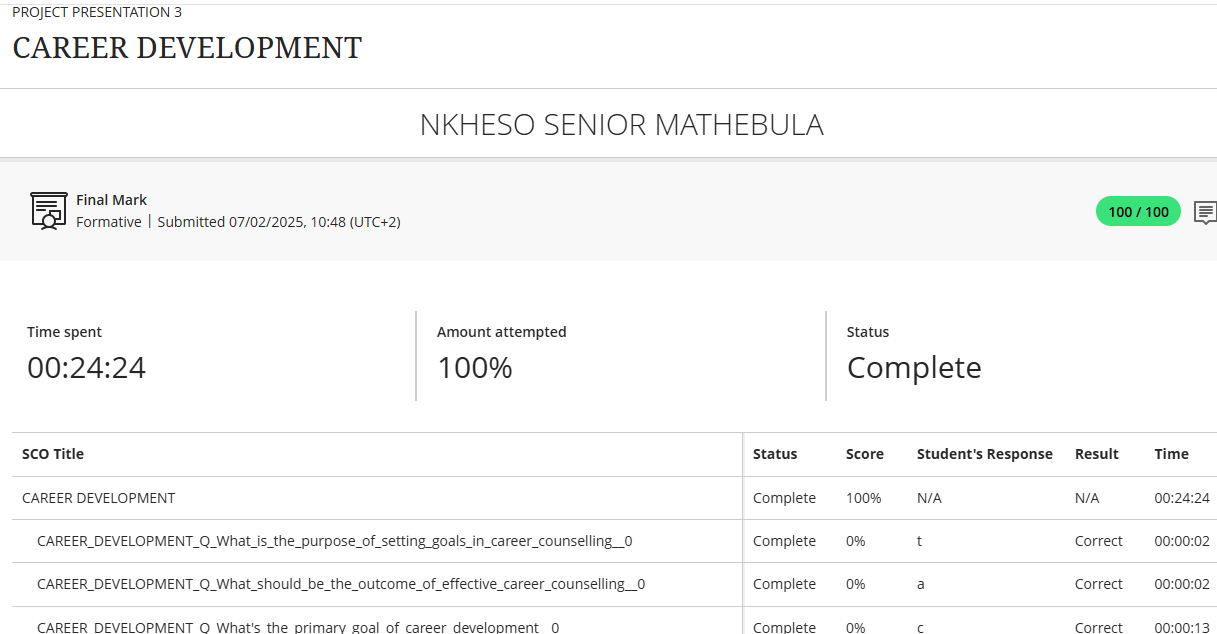 PROJECT PRESENTATION 3
CAREER DEVELOPMENT
NKHESO SENIOR MATHEBULA
Final Mark
Formative | Submitted 07/02/2025, 10:48 (UTC+2)
100 / 100
Time spent
00:24:24
Amount attempted
100%
Status
Complete
SCO Title Status Score Student's Response Result Time
CAREER DEVELOPMENT Complete 100% N/A N/A 00:24:24
CAREER_DEVELOPMENT_Q_What_is_the_purpose_of_setting_goals_in_career_counselling__0 Complete 0% t Correct 00:00:02
CAREER_DEVELOPMENT_Q_What_should_be_the_outcome_of_effective_career_counselling__0 Complete 0% a Correct 00:00:02
CAREER_DEVELOPMENT_Q_What's_the_primary_goal_of_career_development__0 Complete 0% c Correct 00:00:13